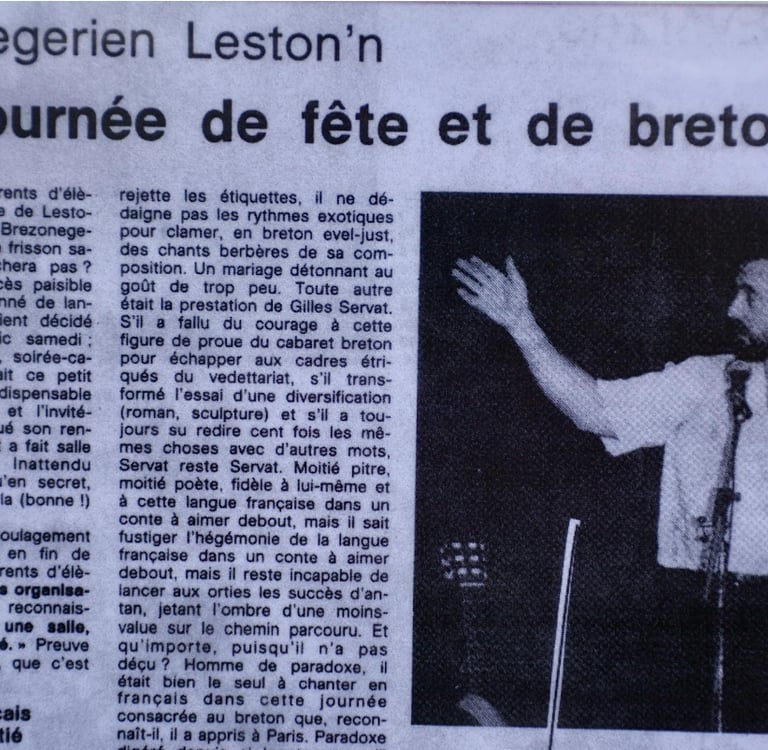 egerien Leston'n
ournée de fête et de breto
rents d'élè-
e de Lesto-
Brezonege-
frisson sa-
chera pas ?
cès paisible
nné de lan-
ient décidé
ic samedi ;
, soirée-ca-
ait ce petit
dispensable
et l'invité-
ué son ren-
t a fait salle
Inattendu
u'en secret,
la (bonne !)
oulagement
en fin de
rents d'élè-
s organisa-
reconnais-
une salle,
é. » Preuve
, que c'est
çais
tié
rejette les étiquettes, il ne dé-
daigne pas les rythmes exotiques
pour clamer, en breton evel-just,
des chants berbères de sa com-
position. Un mariage détonnant au
goût de trop peu. Toute autre
était la prestation de Gilles Servat.
S'il a fallu du courage à cette
figure de proue du cabaret breton
pour échapper aux cadres étri-
qués du vedettariat, s'il trans-
formé l'essai d'une diversification
(roman, sculpture) et s'il a tou-
jours su redire cent fois les mê-
mes choses avec d'autres mots,
Servat reste Servat. Moitié pitre,
moitié poète, fidèle à lui-même et
à cette langue française dans un
conte à aimer debout, mais il sait
fustiger l'hégémonie de la langue
française dans un conte à aimer
debout, mais il reste incapable de
lancer aux orties les succès d'an-
tan, jetant l'ombre d'une moins-
value sur le chemin parcouru. Et
qu'importe, puisqu'il n'a pas
déçu ? Homme de paradoxe, il
était bien le seul à chanter en
français dans cette journée
consacrée au breton que, recon-
naît-il, il a appris à Paris. Paradoxe